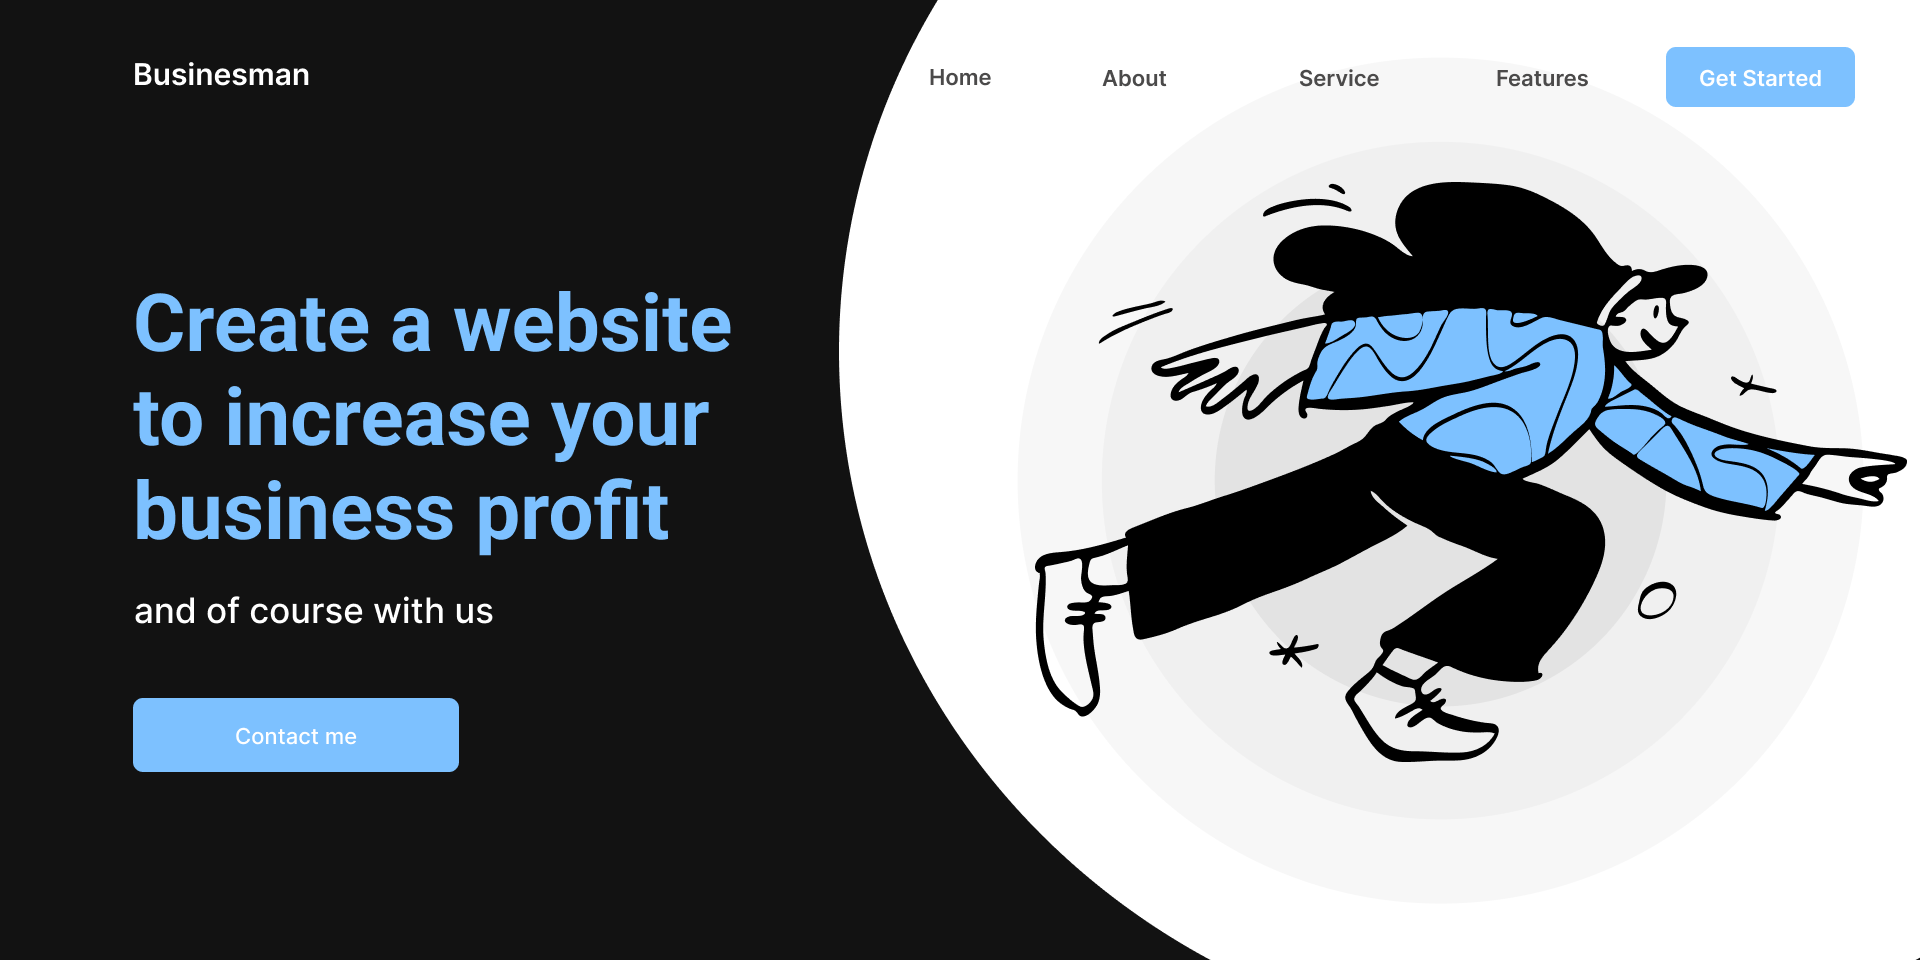 Businesman
Home
About
Service
Features
Get Started
Create a website
to increase your
business profit
and of course with us
Contact me